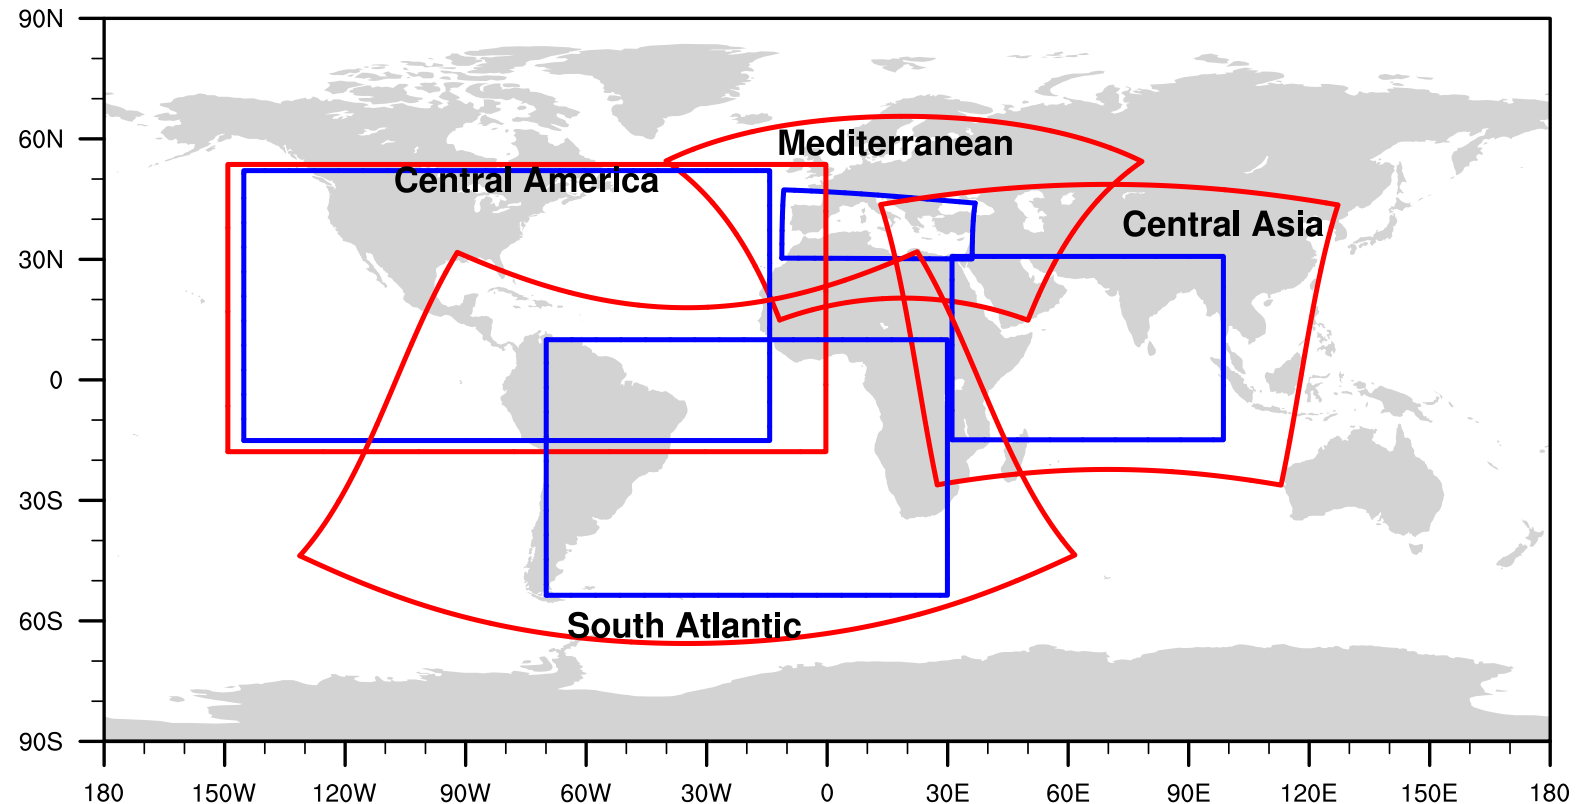 90N
60N
Mediterranean
Central America
Central Asia
30N
0
30S
60S
South Atlantic
90S
180 150W 120W 90W 60W 30W 0 30E 60E 90E 120E 150E 180